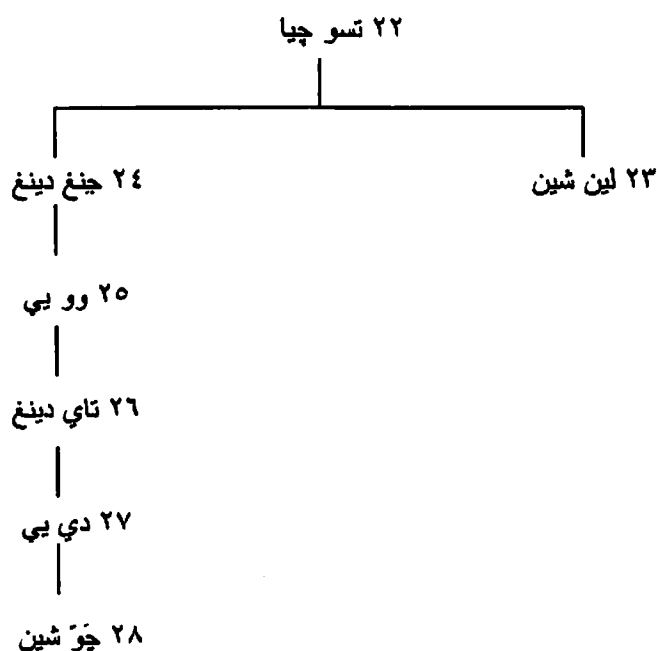 ٢٢ تسو چيا
٢٣ لين شين
٢٤ جنغ دينغ
٢٥ وو يي
٢٦ تاي دينغ
٢٧ دي يي
٢٨ چَوّ شين